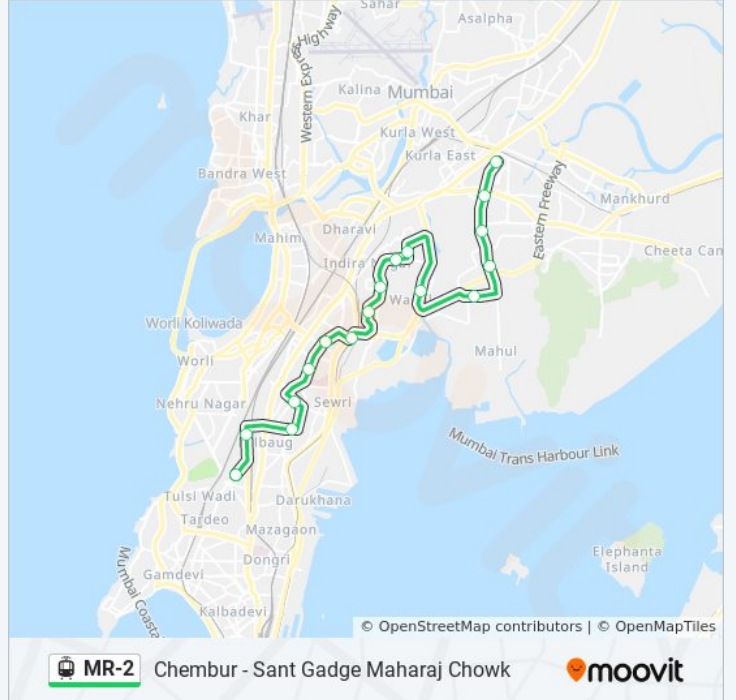 Sahar
Asalpha
Western Express Highway
Kalina
Mumbai
Khar
Kurla West
Kurla East
Bandra West
Eastern Freeway
Mankhurd
Dharavi
Mahim
Cheeta Can
Indira N
Worli Koliwada
Wa
Worli
Mahul
Nehru Nagar
Sewri
lbaug
Mumbai Trans Harbour Link
Tulsi Wadi
Darukhana
Tardeo
Mazagaon
Elephanta
Island
Dongri
Mumbai Coasta
Gamdevi
Kalbadevi
© OpenStreetMap contributors | © OpenMapTiles
MR-2 Chembur - Sant Gadge Maharaj Chowk moovit